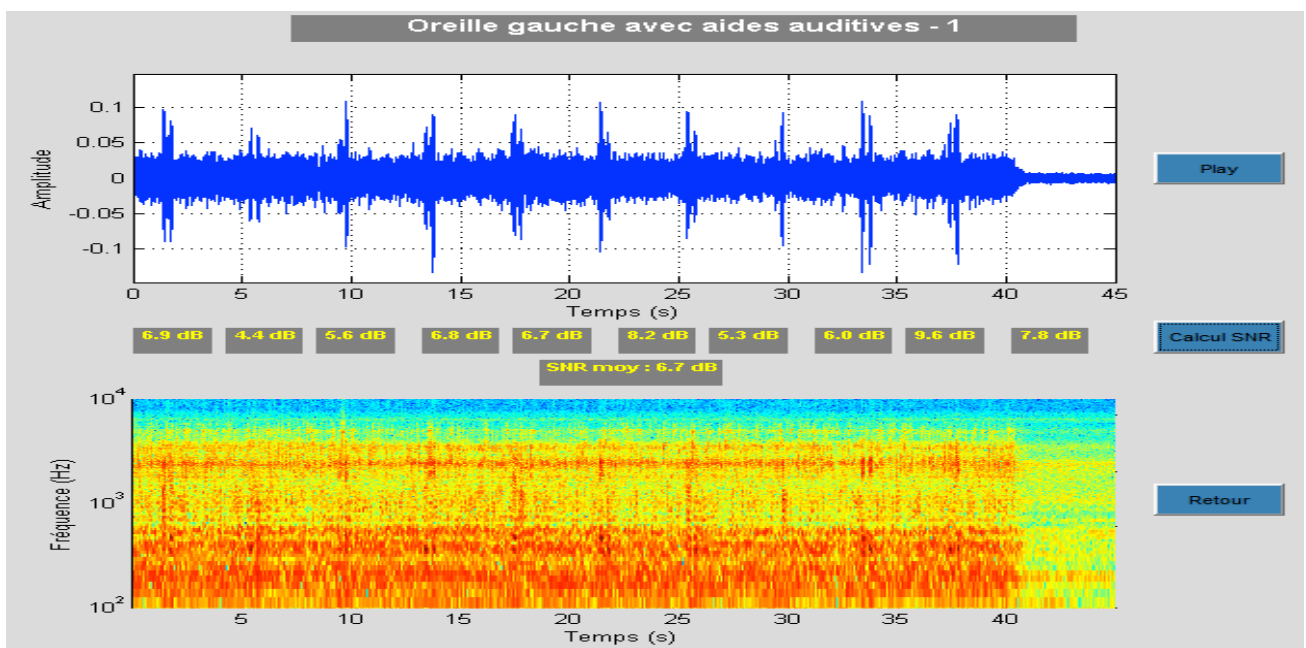 Oreille gauche avec aides auditives - 1
Amplitude
0.1
0.05
0
-0.05
-0.1
0 5 10 15 20 25 30 35 40 45
Temps (s)
Play
6.9 dB 4.4 dB 5.6 dB 6.8 dB 6.7 dB 8.2 dB 5.3 dB 6.0 dB 9.6 dB 7.8 dB
Calcul SNR
SNR moy : 6.7 dB
Fréquence (Hz)
10^4
10^3
10^2
5 10 15 20 25 30 35 40
Temps (s)
Retour